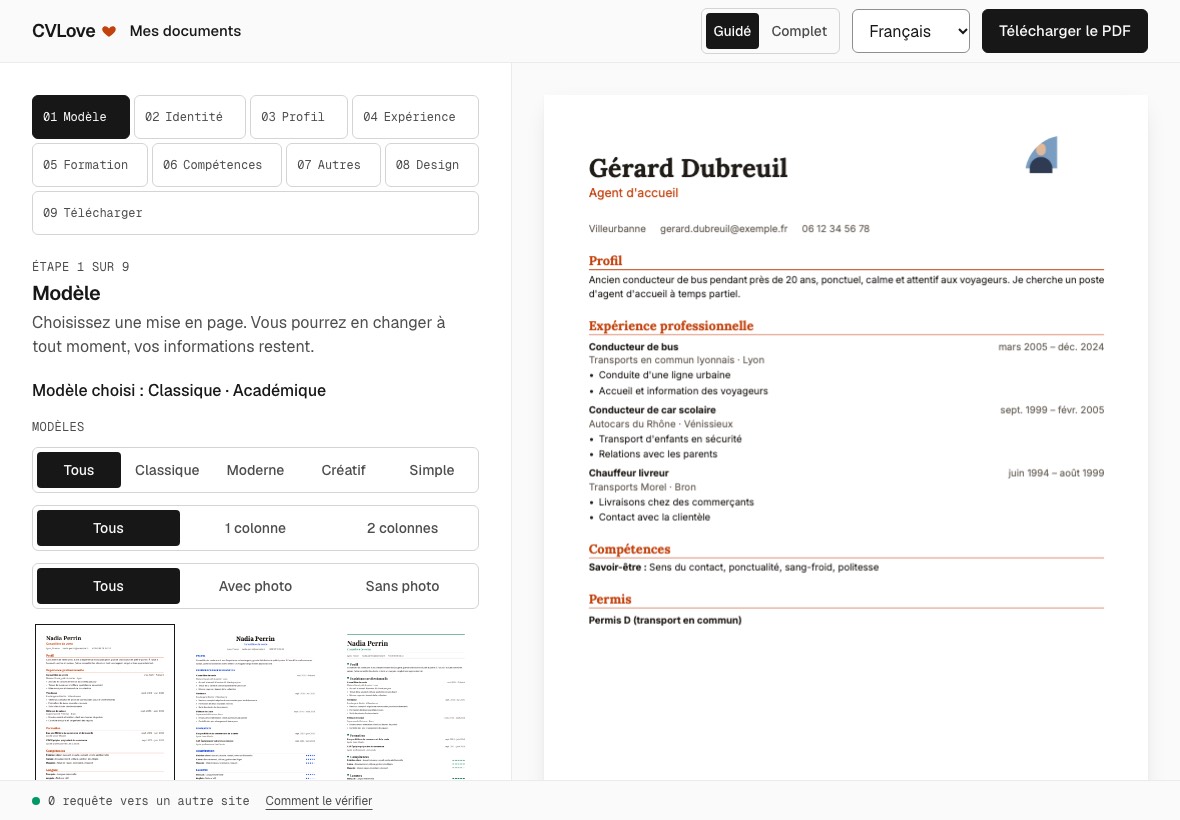 CVLove
Mes documents
Guidé
Complet
Français
Télécharger le PDF
01 Modèle
02 Identité
03 Profil
04 Expérience
05 Formation
06 Compétences
07 Autres
08 Design
09 Télécharger
ÉTAPE 1 SUR 9
Modèle
Choisissez une mise en page. Vous pourrez en changer à
tout moment, vos informations restent.
Modèle choisi : Classique · Académique
MODÈLES
Tous
Classique
Moderne
Créatif
Simple
Tous
1 colonne
2 colonnes
Tous
Avec photo
Sans photo
Nadia Perrin
Nadia Perrin
Nadia Perrin
Gérard Dubreuil
Agent d'accueil
Villeurbanne gerard.dubreuil@exemple.fr 06 12 34 56 78
Profil
Ancien conducteur de bus pendant près de 20 ans, ponctuel, calme et attentif aux voyageurs. Je cherche un poste
d'agent d'accueil à temps partiel.
Expérience professionnelle
Conducteur de bus mars 2005 – déc. 2024
Transports en commun lyonnais · Lyon
• Conduite d'une ligne urbaine
• Accueil et information des voyageurs
Conducteur de car scolaire sept. 1999 – févr. 2005
Autocars du Rhône · Vénissieux
• Transport d'enfants en sécurité
• Relations avec les parents
Chauffeur livreur juin 1994 – août 1999
Transports Morel · Bron
• Livraisons chez des commerçants
• Contact avec la clientèle
Compétences
Savoir-être : Sens du contact, ponctualité, sang-froid, politesse
Permis
Permis D (transport en commun)
0 requête vers un autre site
Comment le vérifier